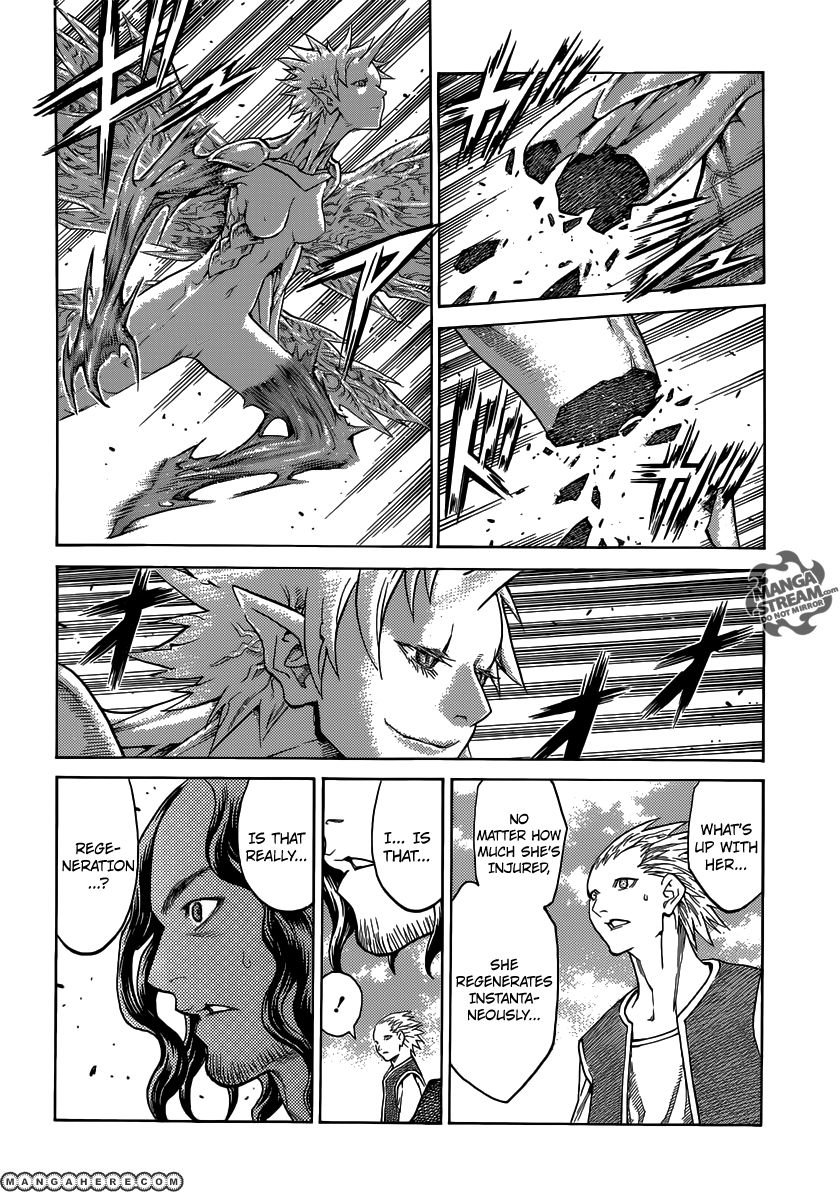 MANGA
STREAM.com
DO NOT MIRROR
WHAT'S
UP WITH
HER...
NO
MATTER HOW
MUCH SHE'S
INJURED,
SHE
REGENERATES
INSTANTA-
NEOUSLY...
I... IS
THAT...
!
IS THAT
REALLY...
REGE-
NERATION
...?
MANGAHERE.COM